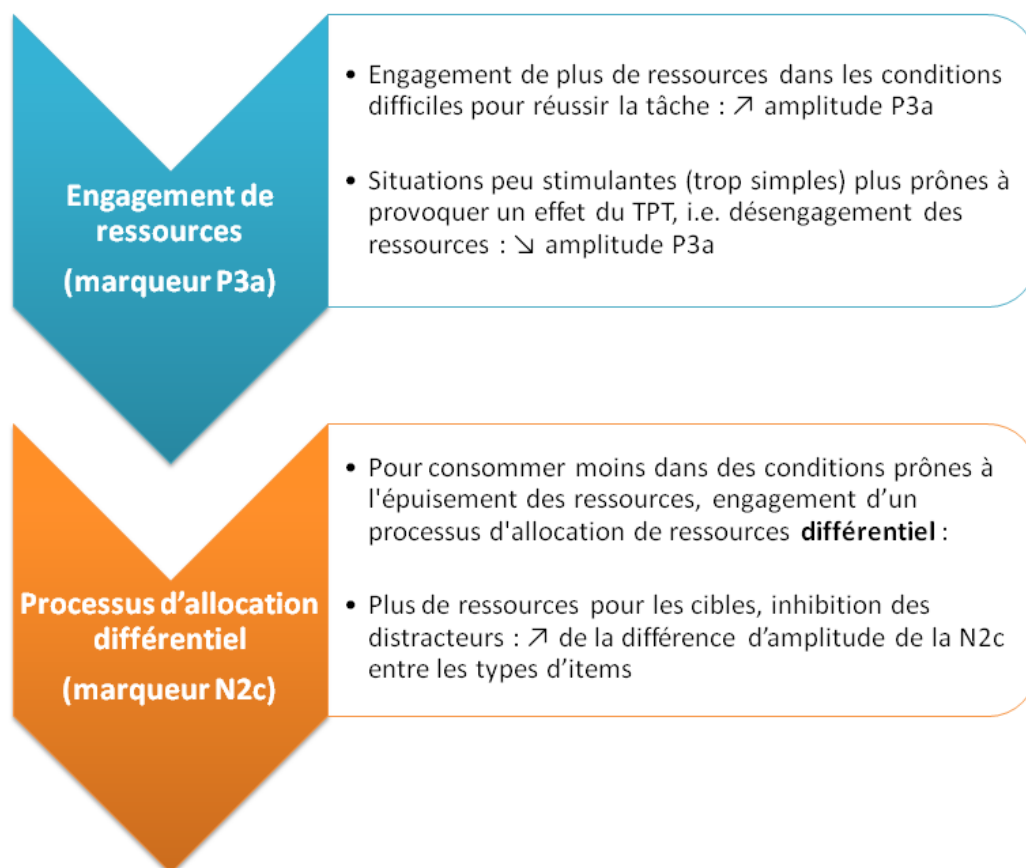 Engagement de
ressources
(marqueur P3a)
• Engagement de plus de ressources dans les conditions
difficiles pour réussir la tâche : ↗ amplitude P3a
• Situations peu stimulantes (trop simples) plus prônes à
provoquer un effet du TPT, i.e. désengagement des
ressources : ↘ amplitude P3a
Processus d’allocation
différentiel
(marqueur N2c)
• Pour consommer moins dans des conditions prônes à
l'épuisement des ressources, engagement d’un
processus d'allocation de ressources différentiel :
• Plus de ressources pour les cibles, inhibition des
distracteurs : ↗ de la différence d’amplitude de la N2c
entre les types d’items